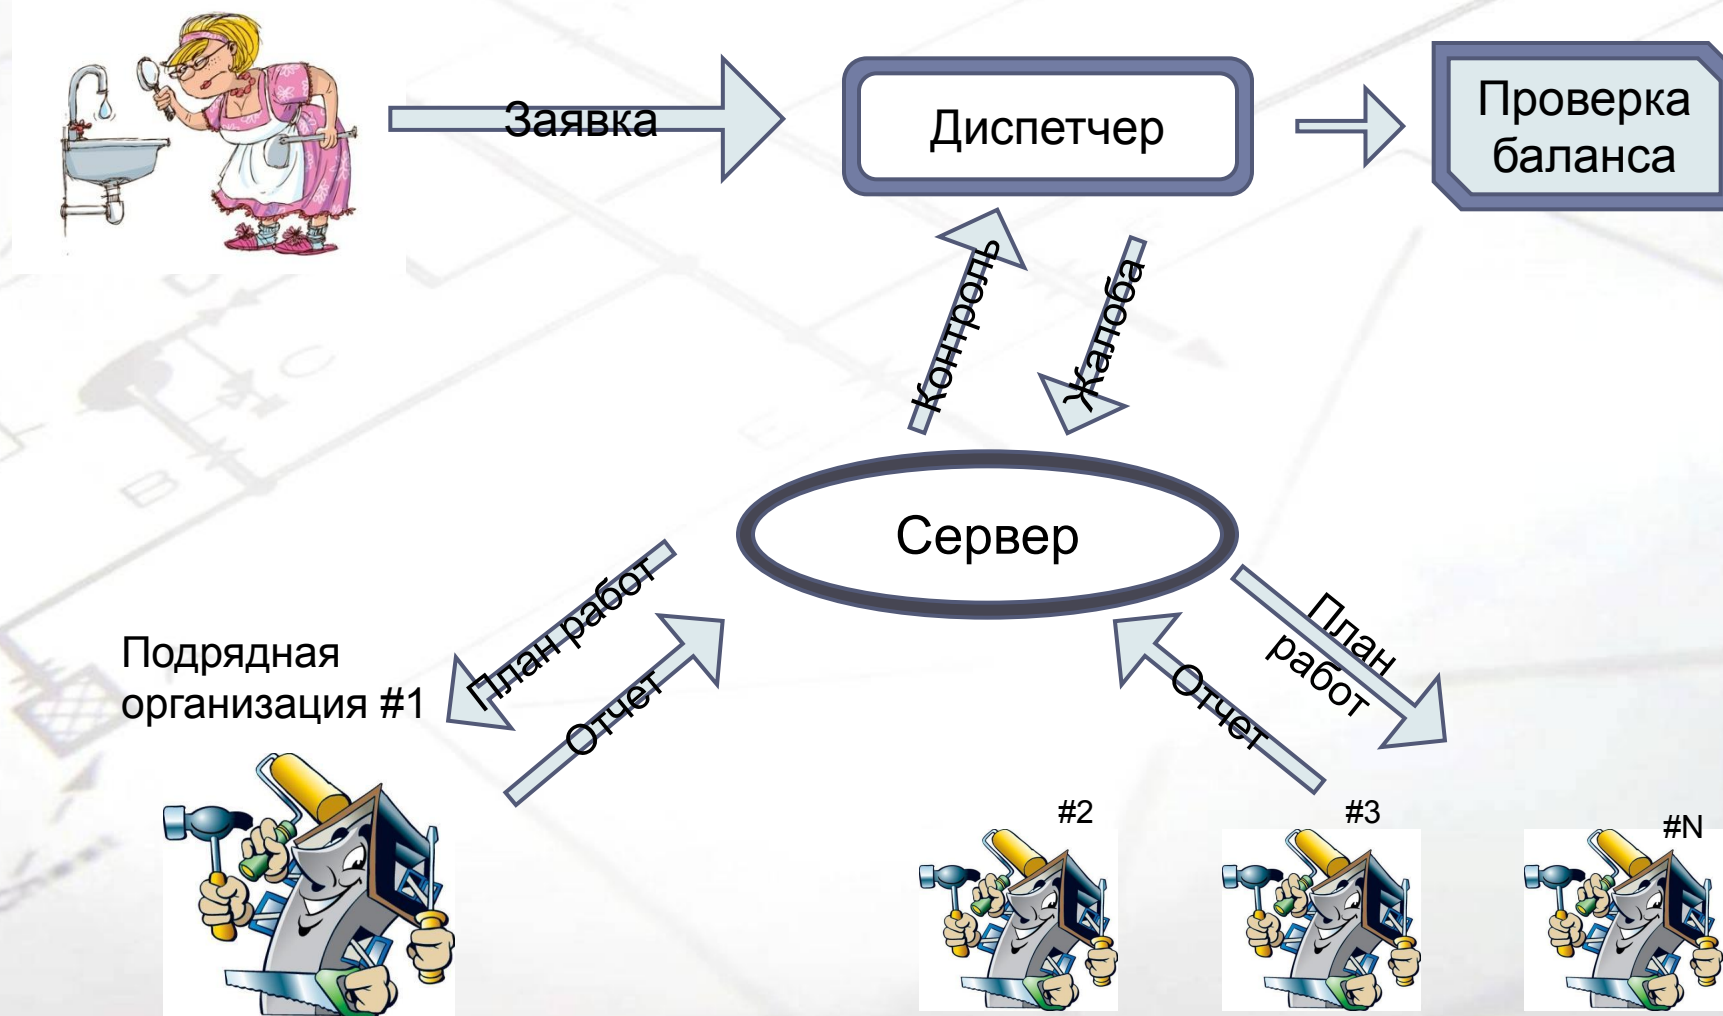 Заявка
Диспетчер
Проверка
баланса
Контроль
Жалоба
Сервер
План работ
Отчет
План
работ
Отчет
Подрядная
организация #1
#2
#3
#N